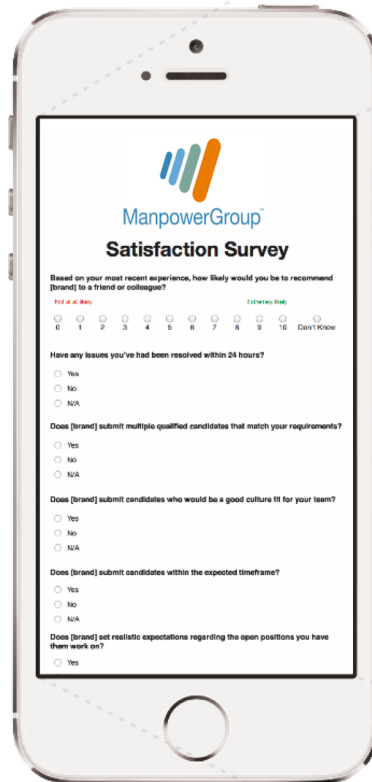 ManpowerGroup™
Satisfaction Survey
Based on your most recent experience, how likely would you be to recommend
[brand] to a friend or colleague?
Not at all likely Extremely likely
0 1 2 3 4 5 6 7 8 9 10 Don't Know
Have any issues you've had been resolved within 24 hours?
Yes
No
N/A
Does [brand] submit multiple qualified candidates that match your requirements?
Yes
No
N/A
Does [brand] submit candidates who would be a good culture fit for your team?
Yes
No
N/A
Does [brand] submit candidates within the expected timeframe?
Yes
No
N/A
Does [brand] set realistic expectations regarding the open positions you have
them work on?
Yes